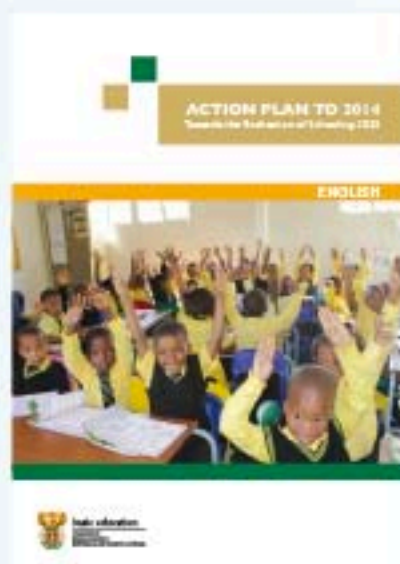 ACTION PLAN TO 2014
Towards the Realisation of Schooling 2025
ENGLISH
basic education